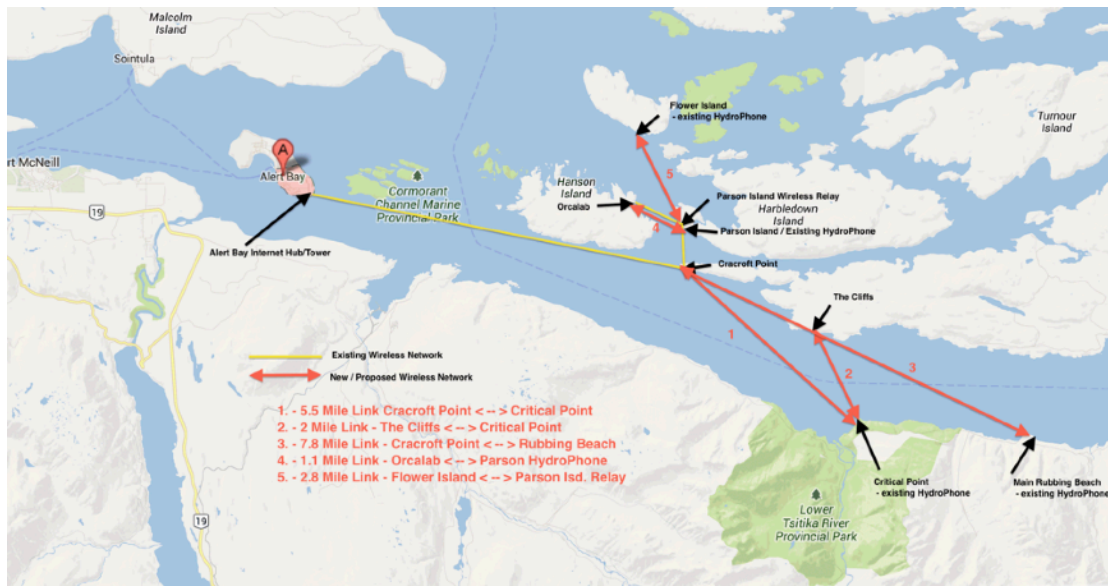 Malcolm
Island
Sointula
Flower Island
- existing HydroPhone
Turnour
Island
ort McNeill
A
Alert Bay
5
Cormorant
Channel Marine
Provincial Park
Hanson
Island
Orcalab
Parson Island Wireless Relay
Harbledown
Island
4
Parson Island / Existing HydroPhone
19
Alert Bay Internet Hub/Tower
Cracroft Point
The Cliffs
1
Existing Wireless Network
New / Proposed Wireless Network
2
3
1. - 5.5 Mile Link Cracroft Point <--> Critical Point
2. - 2 Mile Link - The Cliffs <--> Critical Point
3. - 7.8 Mile Link - Cracroft Point <--> Rubbing Beach
4. - 1.1 Mile Link - Orcalab <--> Parson HydroPhone
5. - 2.8 Mile Link - Flower Island <--> Parson Isd. Relay
Critical Point
- existing HydroPhone
Main Rubbing Beach
- existing HydroPhone
Lower
Tsitika River
Provincial Park
19